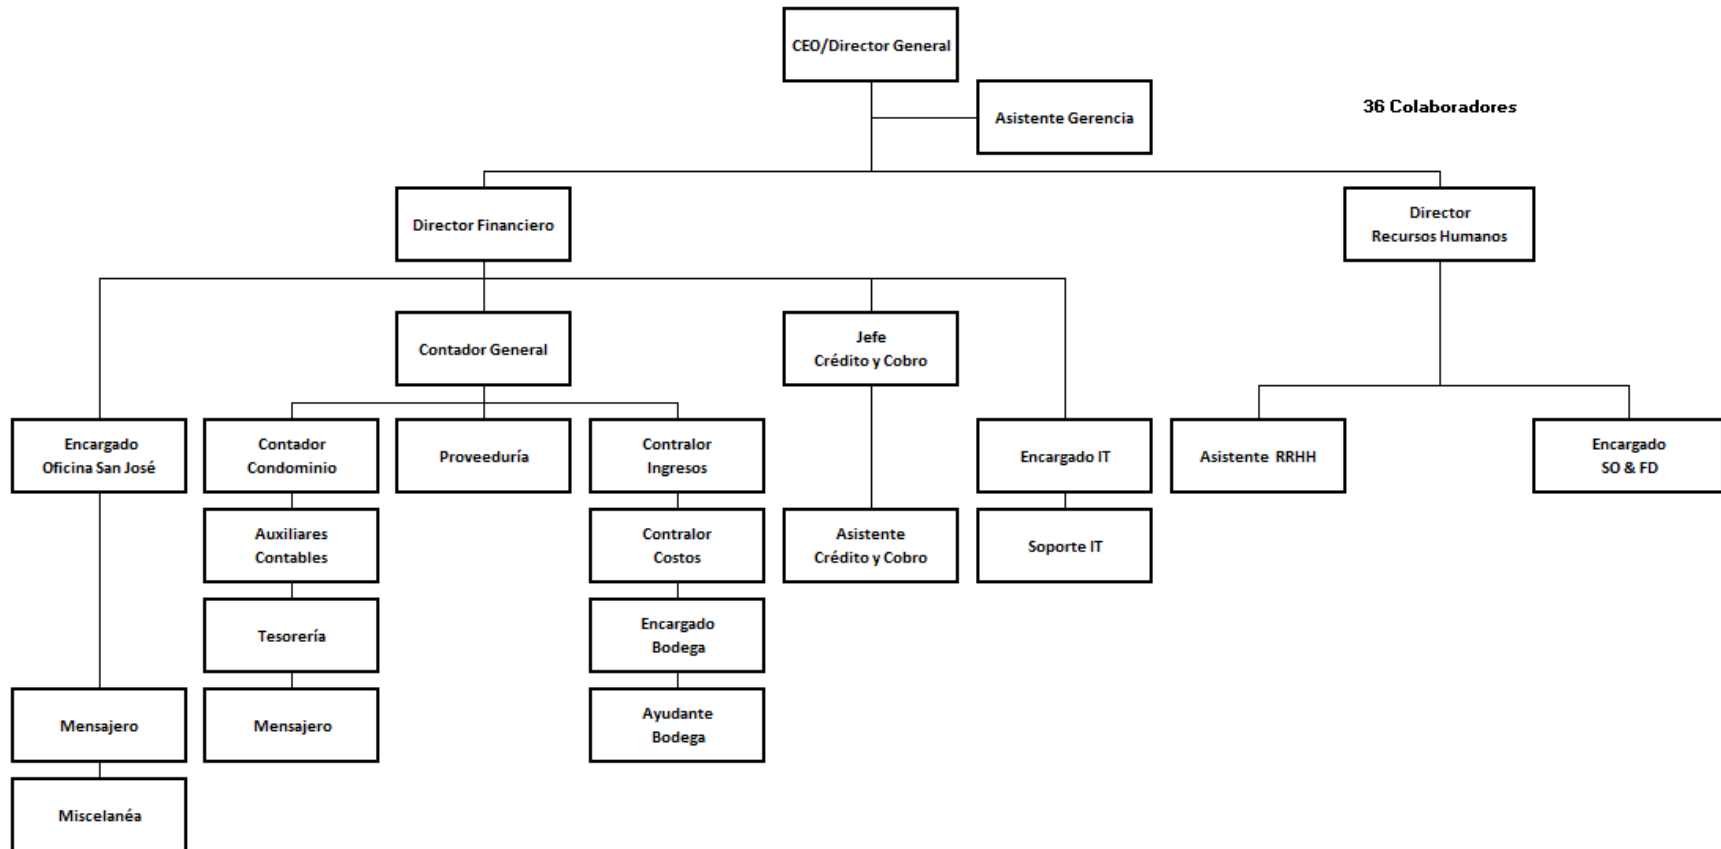 CEO/Director General
Asistente Gerencia
36 Colaboradores
Director Financiero
Director
Recursos Humanos
Contador General
Jefe
Crédito y Cobro
Encargado
Oficina San José
Contador
Condominio
Proveeduría
Contralor
Ingresos
Encargado IT
Asistente RRHH
Encargado
SO & FD
Auxiliares
Contables
Contralor
Costos
Asistente
Crédito y Cobro
Soporte IT
Tesorería
Encargado
Bodega
Mensajero
Mensajero
Ayudante
Bodega
Miscelanéa